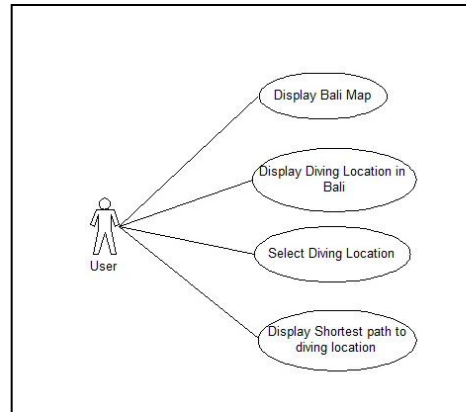 Display Bali Map
Display Diving Location in
Bali
User
Select Diving Location
Display Shortest path to
diving location